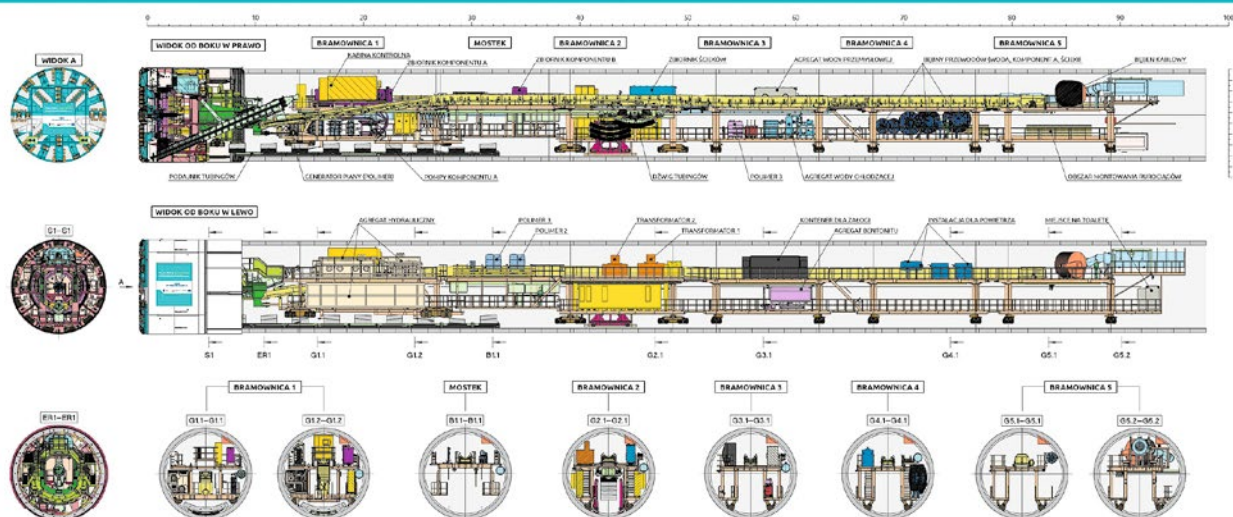 0 10 20 30 40 50 60 70 80 90 100
WIDOK OD BOKU W PRAWO
BRAMOWNICA 1
MOSTEK
BRAMOWNICA 2
BRAMOWNICA 3
BRAMOWNICA 4
BRAMOWNICA 5
WIDOK A
KABINA KONTROLNA
ZBIORNIK KOMPONENTU A
ZBIORNIK KOMPONENTU B
ZBIORNIK ŚCIEKÓW
AGREGAT WODY PRZEMYSŁOWEJ
BĘBNY PRZEWODÓW (WODA, KOMPONENT A, ŚCIEKI)
BĘBEN KABLOWY
PODAJNIK TUBINGÓW
GENERATOR PIANY (POLIMER)
POMPY KOMPONENTU A
DŹWIG TUBINGÓW
POLIMER 3
AGREGAT WODY CHŁODZĄCEJ
OBSZAR MONTOWANIA RUROCIĄGÓW
WIDOK OD BOKU W LEWO
G1–G1
AGREGAT HYDRAULICZNY
POLIMER 1
POLIMER 2
TRANSFORMATOR 2
TRANSFORMATOR 1
KONTENER DLA ZAŁOGI
AGREGAT BENTONITU
INSTALACJA DLA POWIETRZA
MIEJSCE NA TOALETĘ
A
S1
ER1
G1.1
G1.2
B1.1
G2.1
G3.1
G4.1
G5.1
G5.2
BRAMOWNICA 1
MOSTEK
BRAMOWNICA 2
BRAMOWNICA 3
BRAMOWNICA 4
BRAMOWNICA 5
ER1–ER1
G1.1–G1.1
G1.2–G1.2
B1.1–B1.1
G2.1–G2.1
G3.1–G3.1
G4.1–G4.1
G5.1–G5.1
G5.2–G5.2